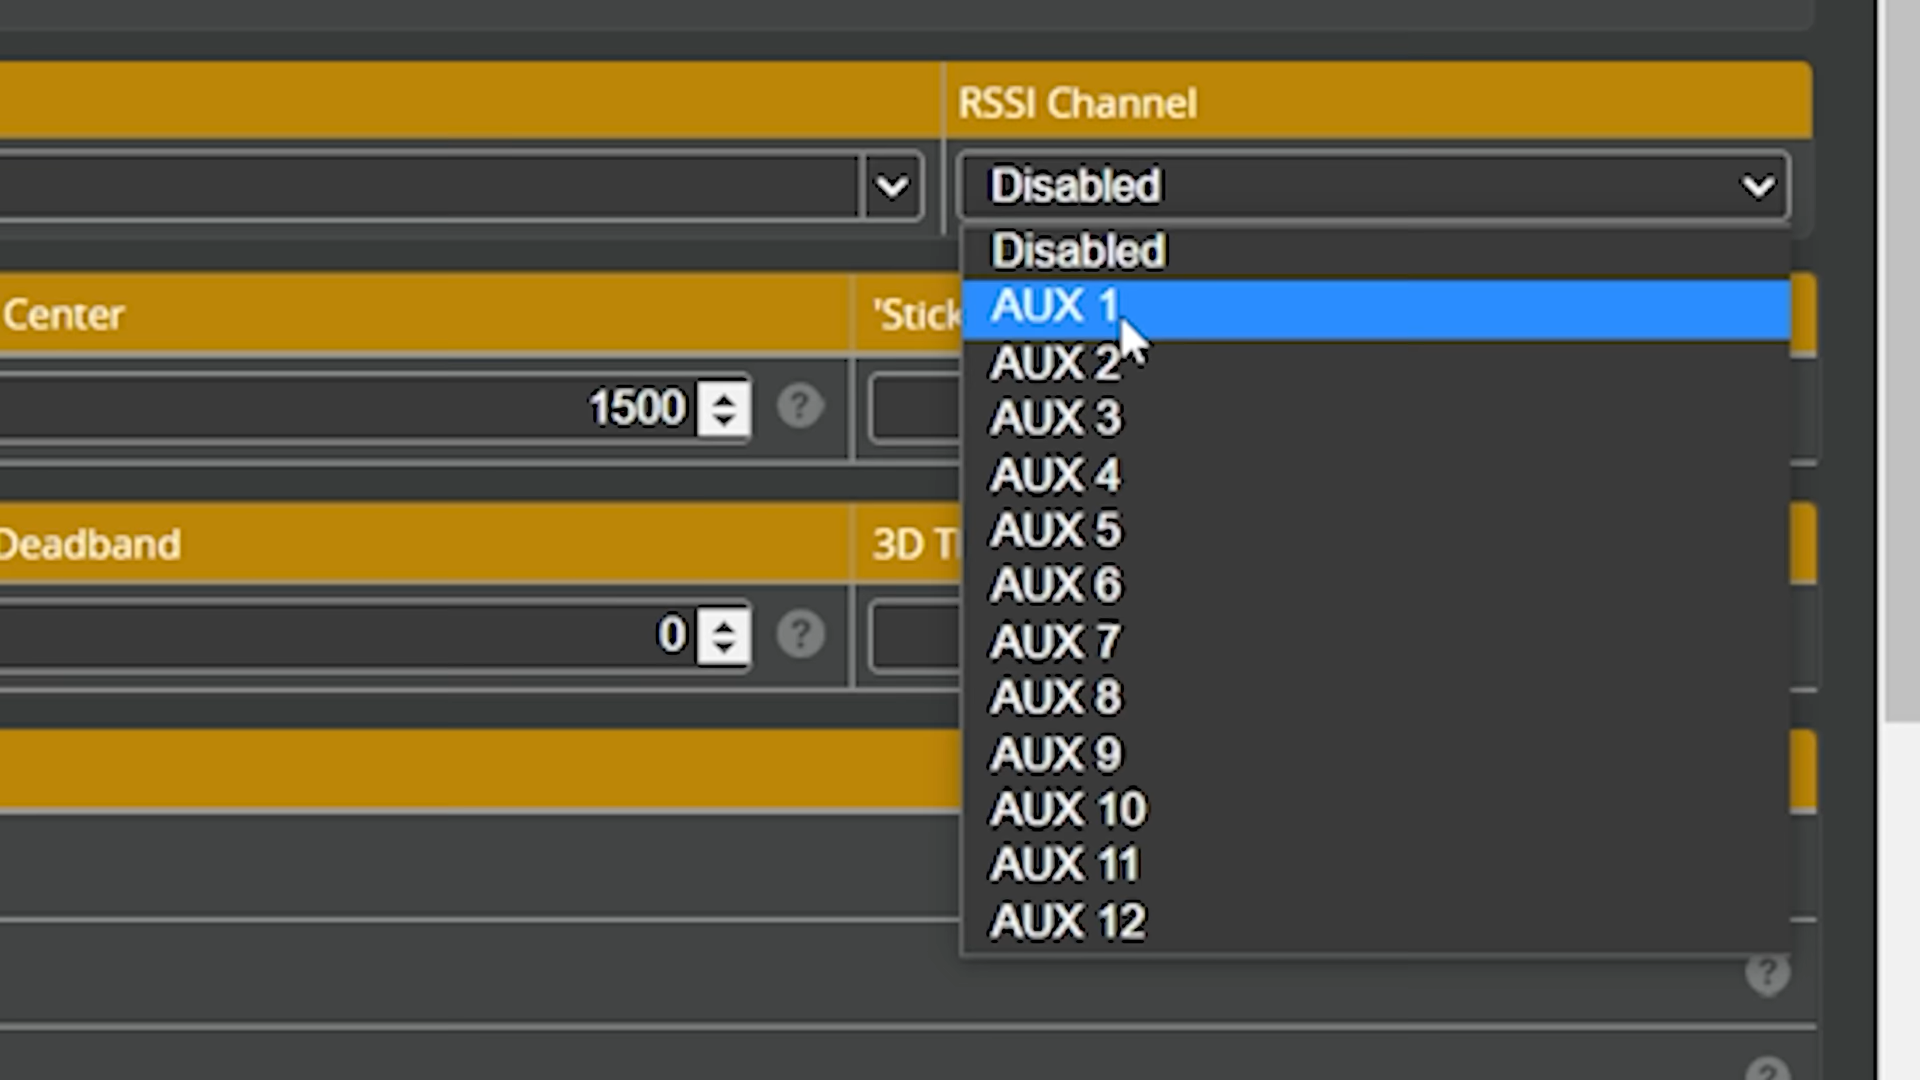 RSSI Channel
Disabled
Disabled
AUX 1
AUX 2
AUX 3
AUX 4
AUX 5
AUX 6
AUX 7
AUX 8
AUX 9
AUX 10
AUX 11
AUX 12
Center
'Stick
1500
?
Deadband
3D T
0
?
?
?